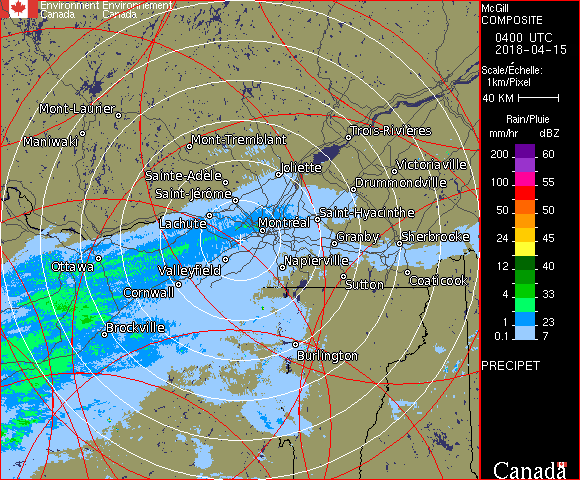 Environment Environnement
Canada Canada
McGill
COMPOSITE
0400 UTC
2018-04-15
Scale/Échelle:
1km/Pixel
40 KM
Rain/Pluie
mm/hr dBZ
200 60
100 55
50 50
24 45
12 40
4 33
1 23
0.1 7
PRECIPET
Canada
Mont-Laurier
Maniwaki
Mont-Tremblant
Trois-Rivières
Sainte-Adèle
Joliette
Victoriaville
Saint-Jérôme
Drummondville
Lachute
Montréal
Saint-Hyacinthe
Granby
Sherbrooke
Ottawa
Valleyfield
Napierville
Cornwall
Sutton
Coaticook
Brockville
Burlington